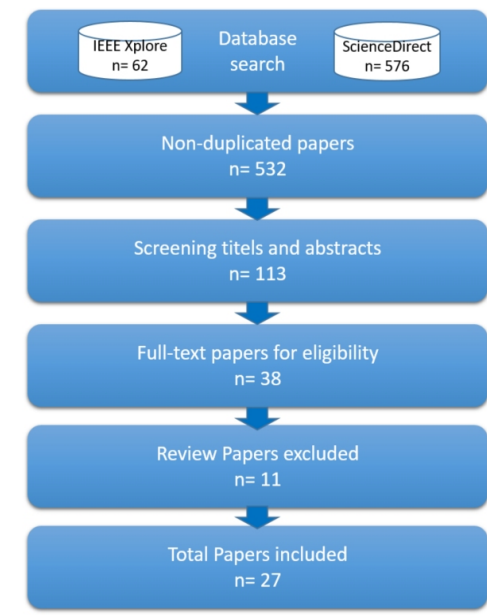 IEEE Xplore
n= 62
Database
search
ScienceDirect
n= 576
Non-duplicated papers
n= 532
Screening titels and abstracts
n= 113
Full-text papers for eligibility
n= 38
Review Papers excluded
n= 11
Total Papers included
n= 27